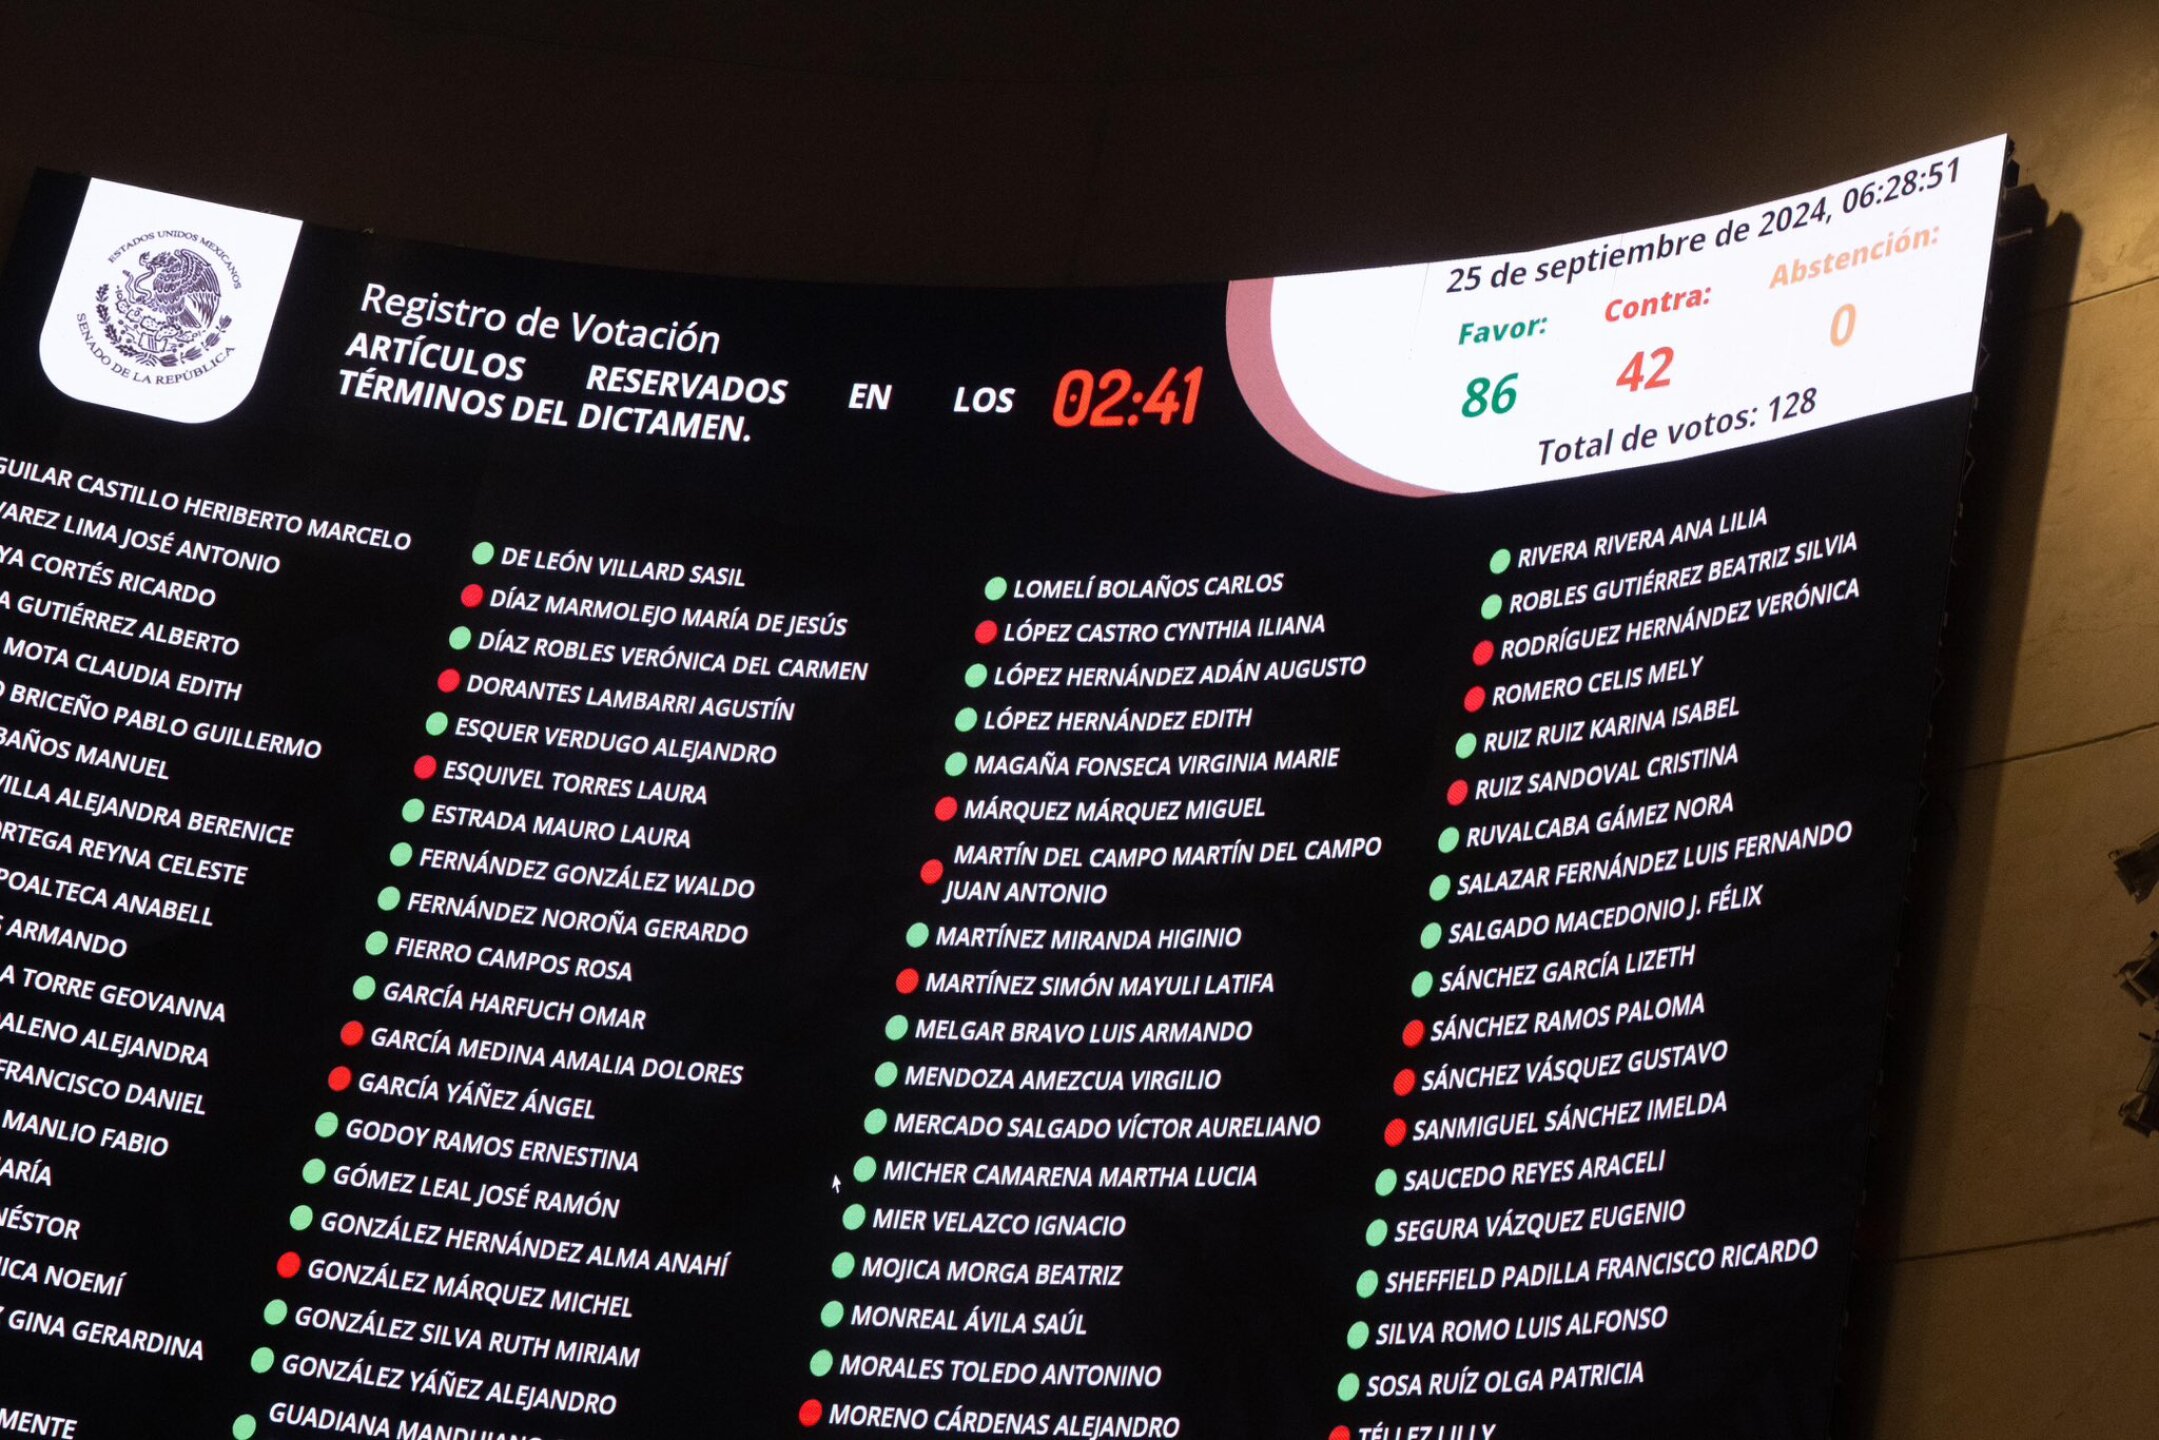 ESTADOS UNIDOS MEXICANOS
SENADO DE LA REPÚBLICA
Registro de Votación
ARTÍCULOS RESERVADOS EN LOS
TÉRMINOS DEL DICTAMEN.
02:41
25 de septiembre de 2024, 06:28:51
Favor: Contra: Abstención:
86 42 0
Total de votos: 128
CASTILLO HERIBERTO MARCELO
LIMA JOSÉ ANTONIO
CORTÉS RICARDO
GUTIÉRREZ ALBERTO
MOTA CLAUDIA EDITH
BRICEÑO PABLO GUILLERMO
MANUEL
ALEJANDRA BERENICE
REYNA CELESTE
ANABELL
ARMANDO
TORRE GEOVANNA
ALEJANDRA
FRANCISCO DANIEL
MANLIO FABIO
NÉSTOR
NOEMÍ
GINA GERARDINA
DE LEÓN VILLARD SASIL
DÍAZ MARMOLEJO MARÍA DE JESÚS
DÍAZ ROBLES VERÓNICA DEL CARMEN
DORANTES LAMBARRI AGUSTÍN
ESQUER VERDUGO ALEJANDRO
ESQUIVEL TORRES LAURA
ESTRADA MAURO LAURA
FERNÁNDEZ GONZÁLEZ WALDO
FERNÁNDEZ NOROÑA GERARDO
FIERRO CAMPOS ROSA
GARCÍA HARFUCH OMAR
GARCÍA MEDINA AMALIA DOLORES
GARCÍA YÁÑEZ ÁNGEL
GODOY RAMOS ERNESTINA
GÓMEZ LEAL JOSÉ RAMÓN
GONZÁLEZ HERNÁNDEZ ALMA ANAHÍ
GONZÁLEZ MÁRQUEZ MICHEL
GONZÁLEZ SILVA RUTH MIRIAM
GONZÁLEZ YÁÑEZ ALEJANDRO
GUADIANA MANDUJANO
LOMELÍ BOLAÑOS CARLOS
LÓPEZ CASTRO CYNTHIA ILIANA
LÓPEZ HERNÁNDEZ ADÁN AUGUSTO
LÓPEZ HERNÁNDEZ EDITH
MAGAÑA FONSECA VIRGINIA MARIE
MÁRQUEZ MÁRQUEZ MIGUEL
MARTÍN DEL CAMPO MARTÍN DEL CAMPO
JUAN ANTONIO
MARTÍNEZ MIRANDA HIGINIO
MARTÍNEZ SIMÓN MAYULI LATIFA
MELGAR BRAVO LUIS ARMANDO
MENDOZA AMEZCUA VIRGILIO
MERCADO SALGADO VÍCTOR AURELIANO
MICHER CAMARENA MARTHA LUCIA
MIER VELAZCO IGNACIO
MOJICA MORGA BEATRIZ
MONREAL ÁVILA SAÚL
MORALES TOLEDO ANTONINO
MORENO CÁRDENAS ALEJANDRO
RIVERA RIVERA ANA LILIA
ROBLES GUTIÉRREZ BEATRIZ SILVIA
RODRÍGUEZ HERNÁNDEZ VERÓNICA
ROMERO CELIS MELY
RUIZ RUIZ KARINA ISABEL
RUIZ SANDOVAL CRISTINA
RUVALCABA GÁMEZ NORA
SALAZAR FERNÁNDEZ LUIS FERNANDO
SALGADO MACEDONIO J. FÉLIX
SÁNCHEZ GARCÍA LIZETH
SÁNCHEZ RAMOS PALOMA
SÁNCHEZ VÁSQUEZ GUSTAVO
SANMIGUEL SÁNCHEZ IMELDA
SAUCEDO REYES ARACELI
SEGURA VÁZQUEZ EUGENIO
SHEFFIELD PADILLA FRANCISCO RICARDO
SILVA ROMO LUIS ALFONSO
SOSA RUÍZ OLGA PATRICIA
TÉLLEZ LILLY